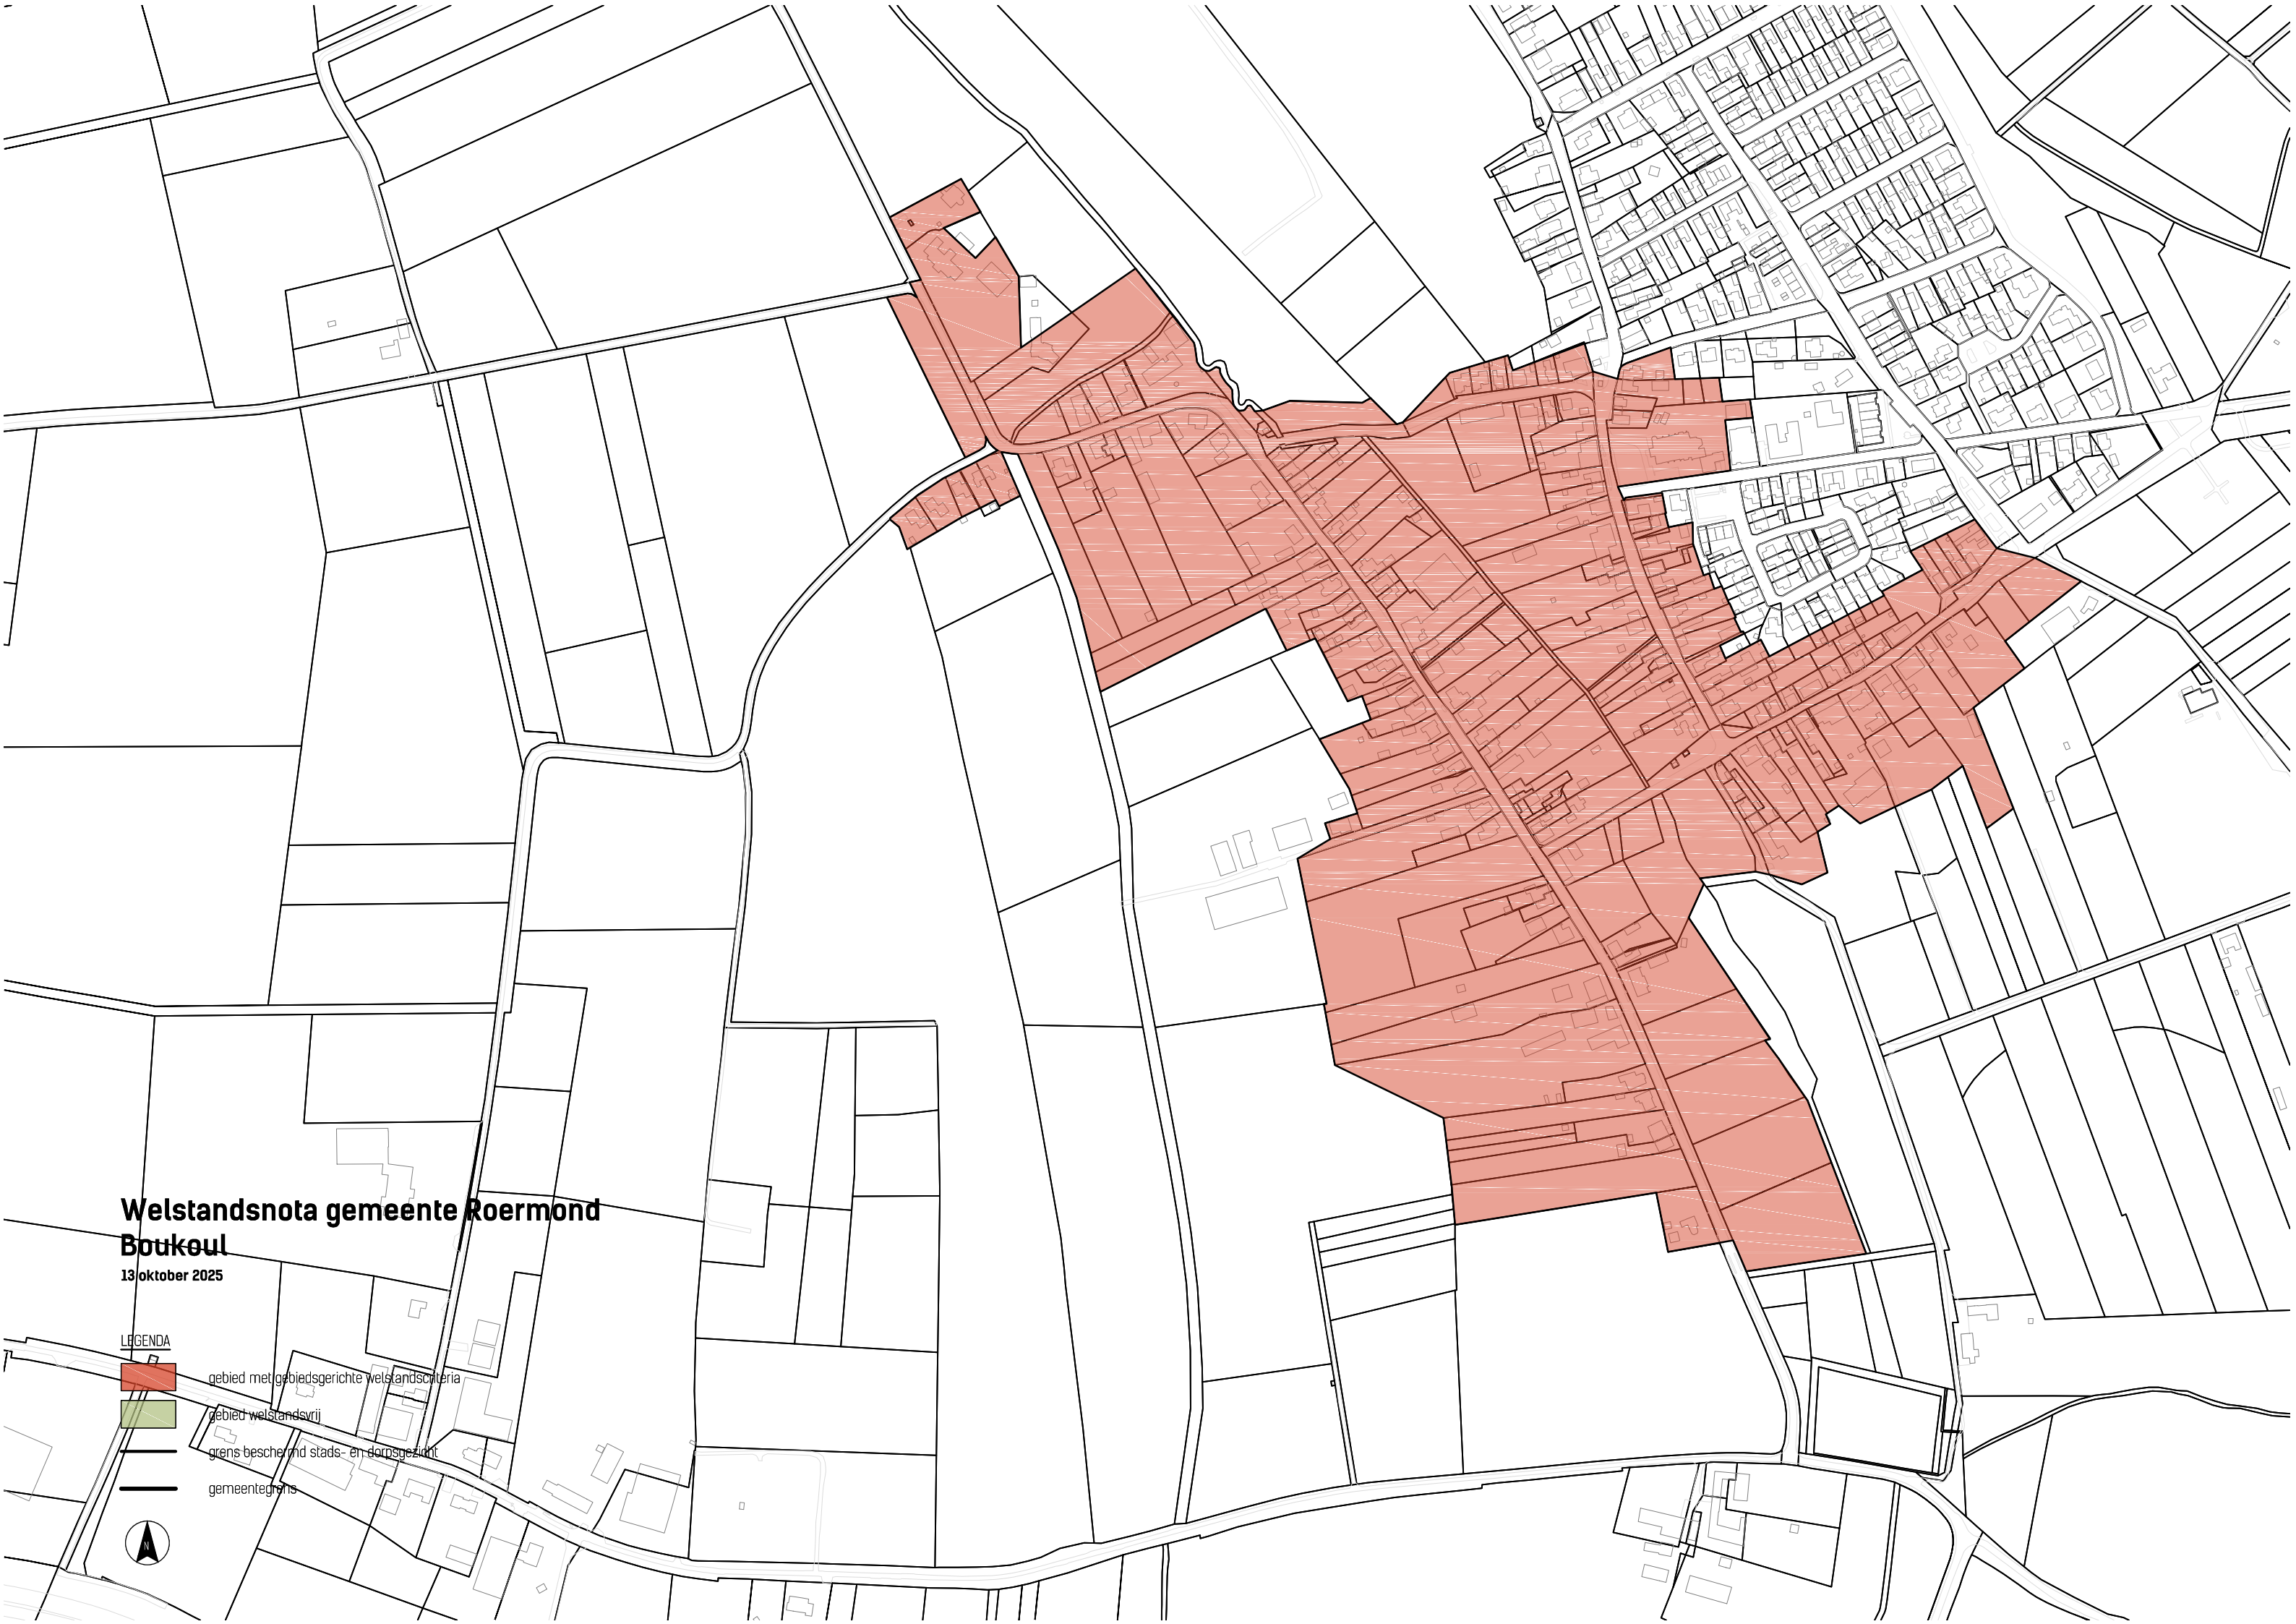 Welstandsnota gemeente Roermond
Boukoul
13 oktober 2025
LEGENDA
gebied met gebiedsgerichte welstandscriteria
gebied welstandsvrij
grens beschermd stads- en dorpsgezicht
gemeentegrens
N